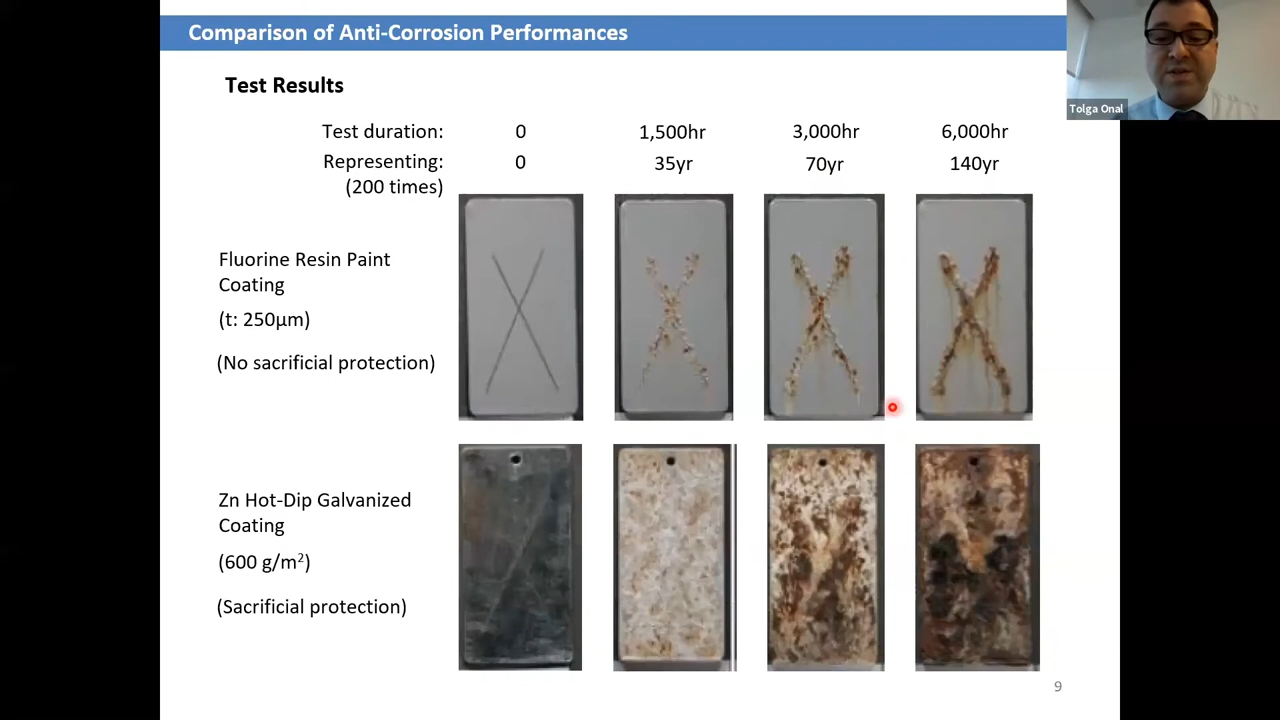 Comparison of Anti-Corrosion Performances
Tolga Onal
Test Results
Test duration: 0 1,500hr 3,000hr 6,000hr
Representing: 0 35yr 70yr 140yr
(200 times)
Fluorine Resin Paint
Coating
(t: 250µm)
(No sacrificial protection)
Zn Hot-Dip Galvanized
Coating
(600 g/m²)
(Sacrificial protection)
9